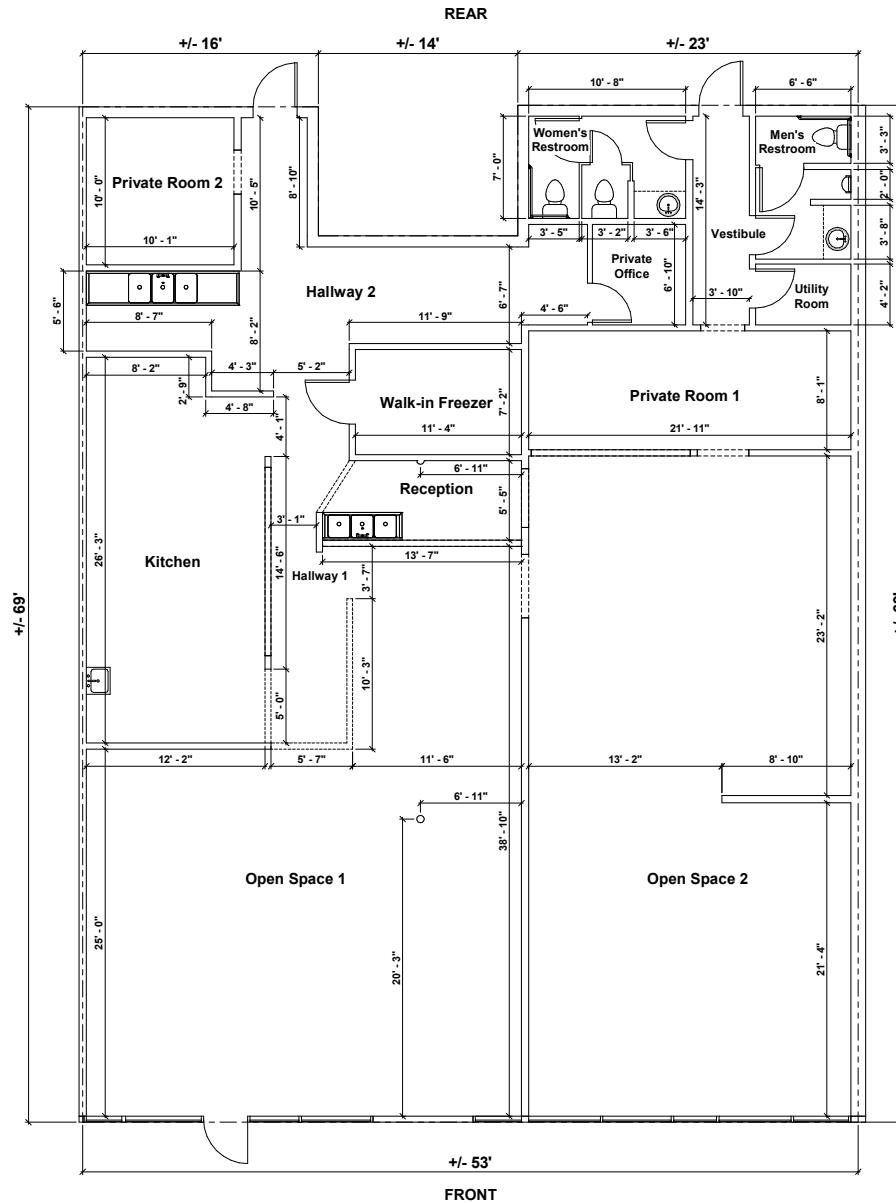 REAR
+/- 16'
+/- 14'
+/- 23'
10' - 8"
6' - 6"
Women's
Restroom
Men's
Restroom
7' - 0"
3' - 3"
2' - 0"
3' - 8"
4' - 2"
14' - 3"
8' - 10"
10' - 5"
10' - 0"
Private Room 2
10' - 1"
3' - 5"
3' - 2"
3' - 6"
Vestibule
Private
Office
6' - 10"
Utility
Room
3' - 10"
Hallway 2
6' - 7"
4' - 6"
5' - 6"
8' - 7"
8' - 2"
11' - 9"
8' - 2"
2' - 9"
4' - 3"
5' - 2"
4' - 8"
4' - 1"
Walk-in Freezer
7' - 2"
11' - 4"
Private Room 1
8' - 1"
21' - 11"
6' - 11"
Reception
5' - 5"
3' - 1"
13' - 7"
Kitchen
26' - 3"
14' - 6"
Hallway 1
3' - 7"
10' - 3"
5' - 0"
23' - 2"
+/- 69'
12' - 2"
5' - 7"
11' - 6"
13' - 2"
8' - 10"
6' - 11"
38' - 10"
Open Space 1
Open Space 2
25' - 0"
20' - 3"
21' - 4"
+/- 53'
FRONT